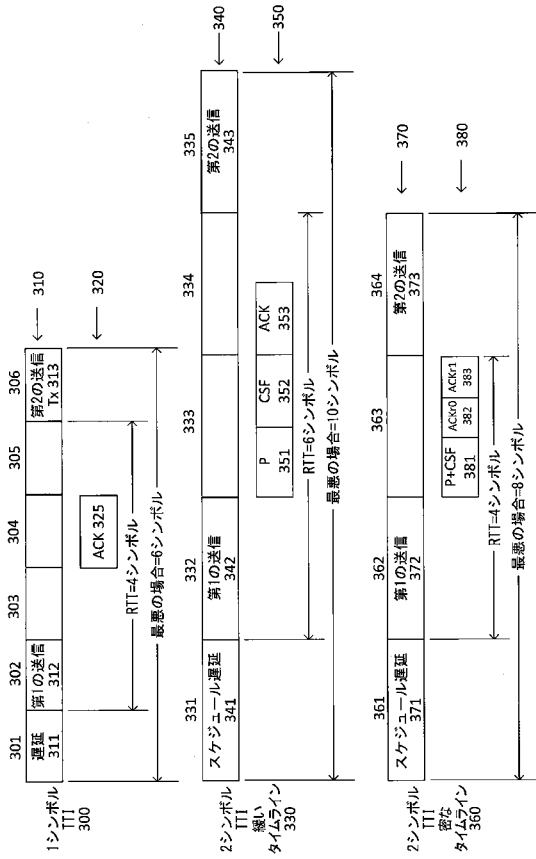 1シンボル
TTI
300
301
302
303
304
305
306
310
遅延
311
第1の送信
312
第2の送信
Tx 313
320
ACK 325
RTT=4シンボル
最悪の場合=6シンボル
2シンボル
TTI
緩い
タイムライン
330
331
332
333
334
335
340
スケジュール遅延
341
第1の送信
342
第2の送信
343
350
P
351
CSF
352
ACK
353
RTT=6シンボル
最悪の場合=10シンボル
2シンボル
TTI
密な
タイムライン
360
361
362
363
364
370
スケジュール遅延
371
第1の送信
372
第2の送信
373
380
P+CSF
381
ACKr0
382
ACKr1
383
RTT=4シンボル
最悪の場合=8シンボル